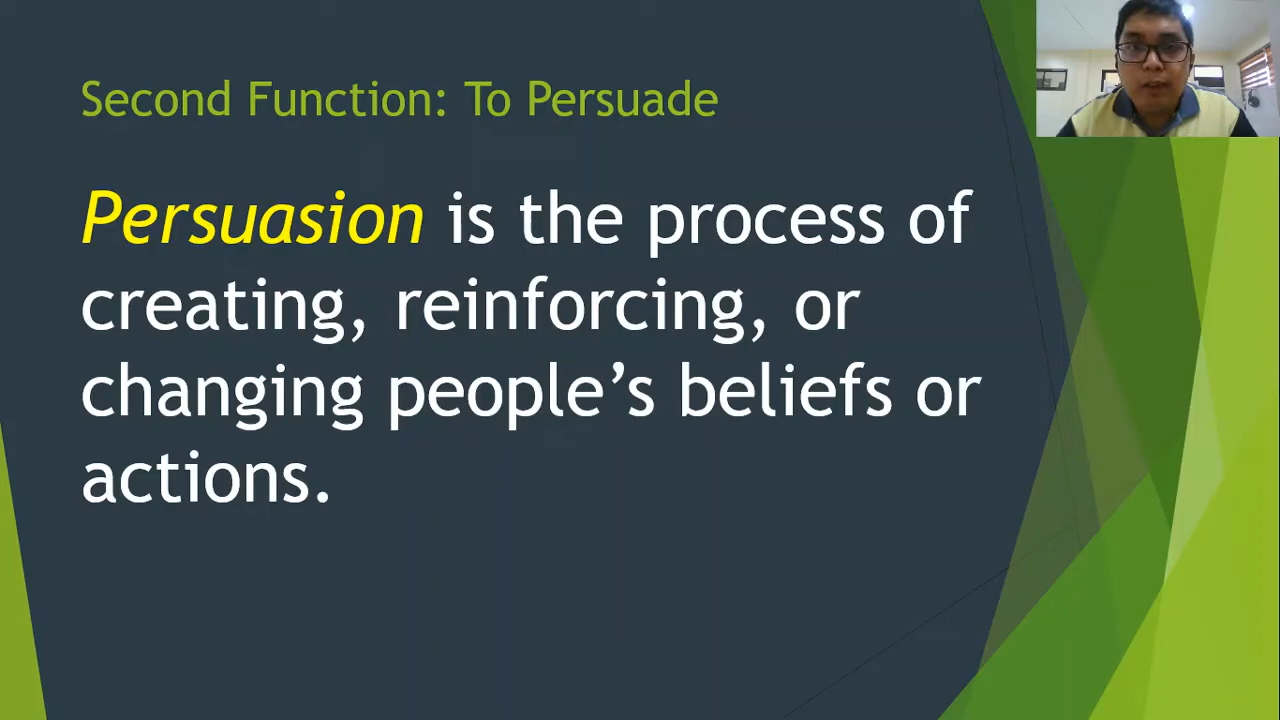 Second Function: To Persuade
Persuasion is the process of
creating, reinforcing, or
changing people’s beliefs or
actions.